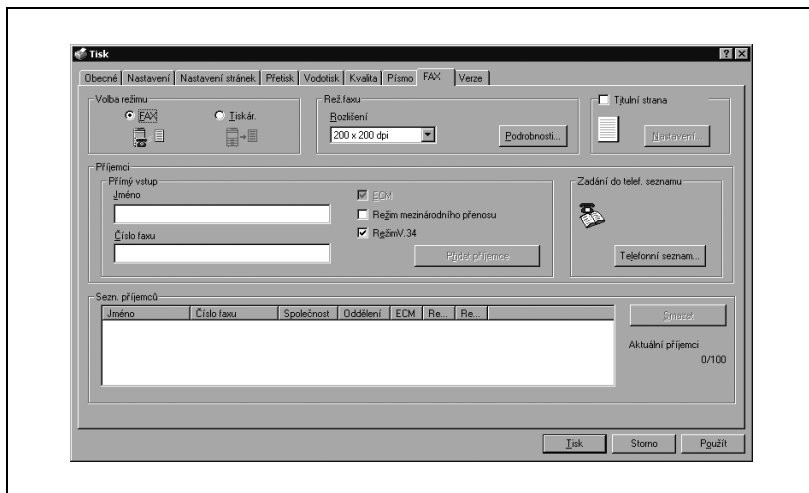 Tisk
Obecné Nastavení Nastavení stránek Přetisk Vodotisk Kvalita Písmo FAX Verze
Volba režimu
FAX Tiskár.
Rež.faxu
Rozlišení
200 x 200 dpi Podrobnosti...
Titulní strana
Nastavení...
Příjemci
Přímý vstup
Jméno
Číslo faxu
ECM
Režim mezinárodního přenosu
RežimV.34
Přidat příjemce
Zadání do telef. seznamu
Telefonní seznam...
Sezn. příjemců
Jméno Číslo faxu Společnost Oddělení ECM Re... Re...
Smazat
Aktuální příjemci
0/100
Tisk Storno Použít